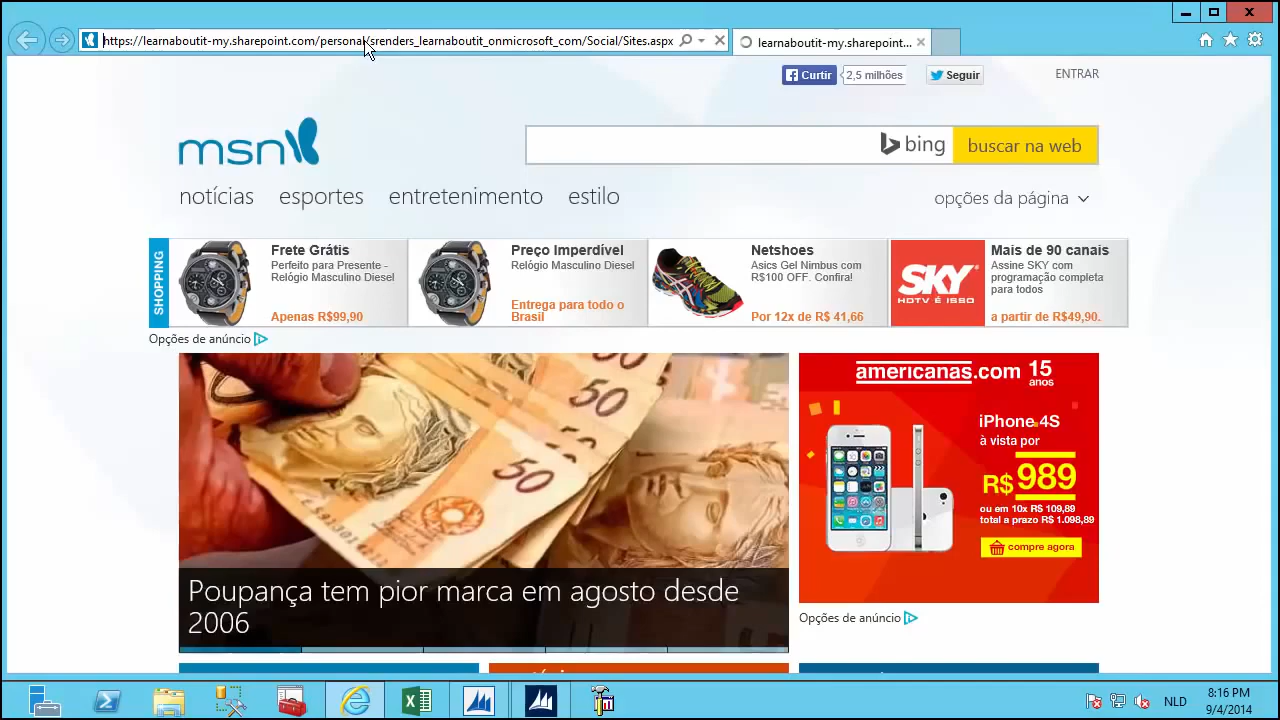 https://learnaboutit-my.sharepoint.com/personal/srenders_learnaboutit_onmicrosoft_com/Social/Sites.aspx
learnaboutit-my.sharepoint...
Curtir
2,5 milhões
Seguir
ENTRAR
msn
bing
buscar na web
notícias
esportes
entretenimento
estilo
opções da página
SHOPPING
Frete Grátis
Perfeito para Presente -
Relógio Masculino Diesel
Apenas R$99,90
Preço Imperdível
Relógio Masculino Diesel
Entrega para todo o
Brasil
Netshoes
Asics Gel Nimbus com
R$100 OFF. Confira!
Por 12x de R$ 41,66
SKY
HDTV É ISSO
Mais de 90 canais
Assine SKY com
programação completa
para todos
a partir de R$49,90.
Opções de anúncio
50
50
50
Poupança tem pior marca em agosto desde
2006
americanas.com 15
anos
iPhone 4S
à vista por
R$989
ou em 10x R$ 109,89
total a prazo R$ 1.098,89
compre agora
Opções de anúncio
NLD
8:16 PM
9/4/2014